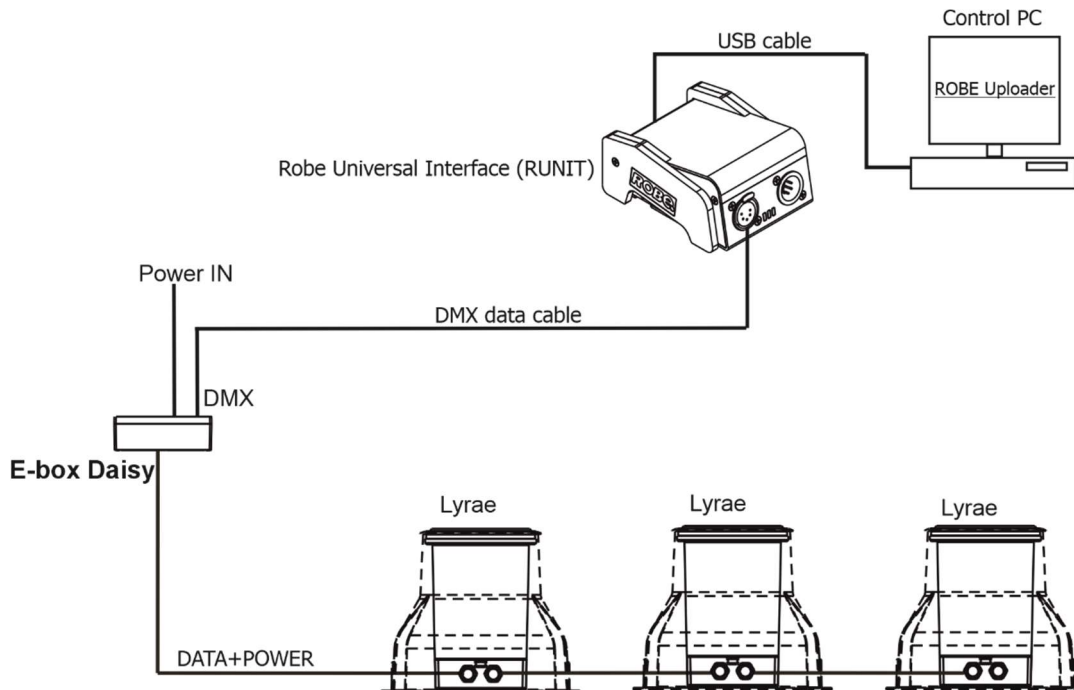 Control PC
USB cable
ROBE Uploader
Robe Universal Interface (RUNIT)
ROBE
Power IN
DMX data cable
DMX
E-box Daisy
Lyrae
Lyrae
Lyrae
DATA+POWER